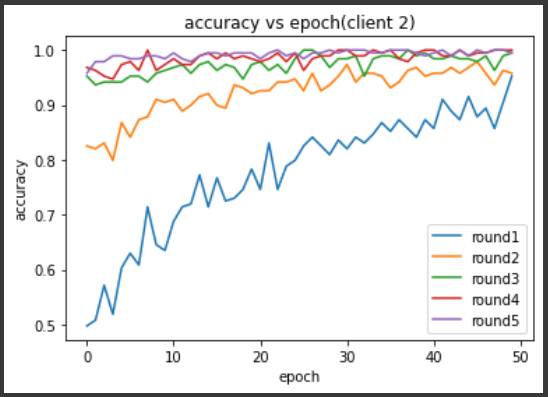 accuracy vs epoch(client 2)
1.0
0.9
0.8
0.7
0.6
0.5
accuracy
round1
round2
round3
round4
round5
0 10 20 30 40 50
epoch